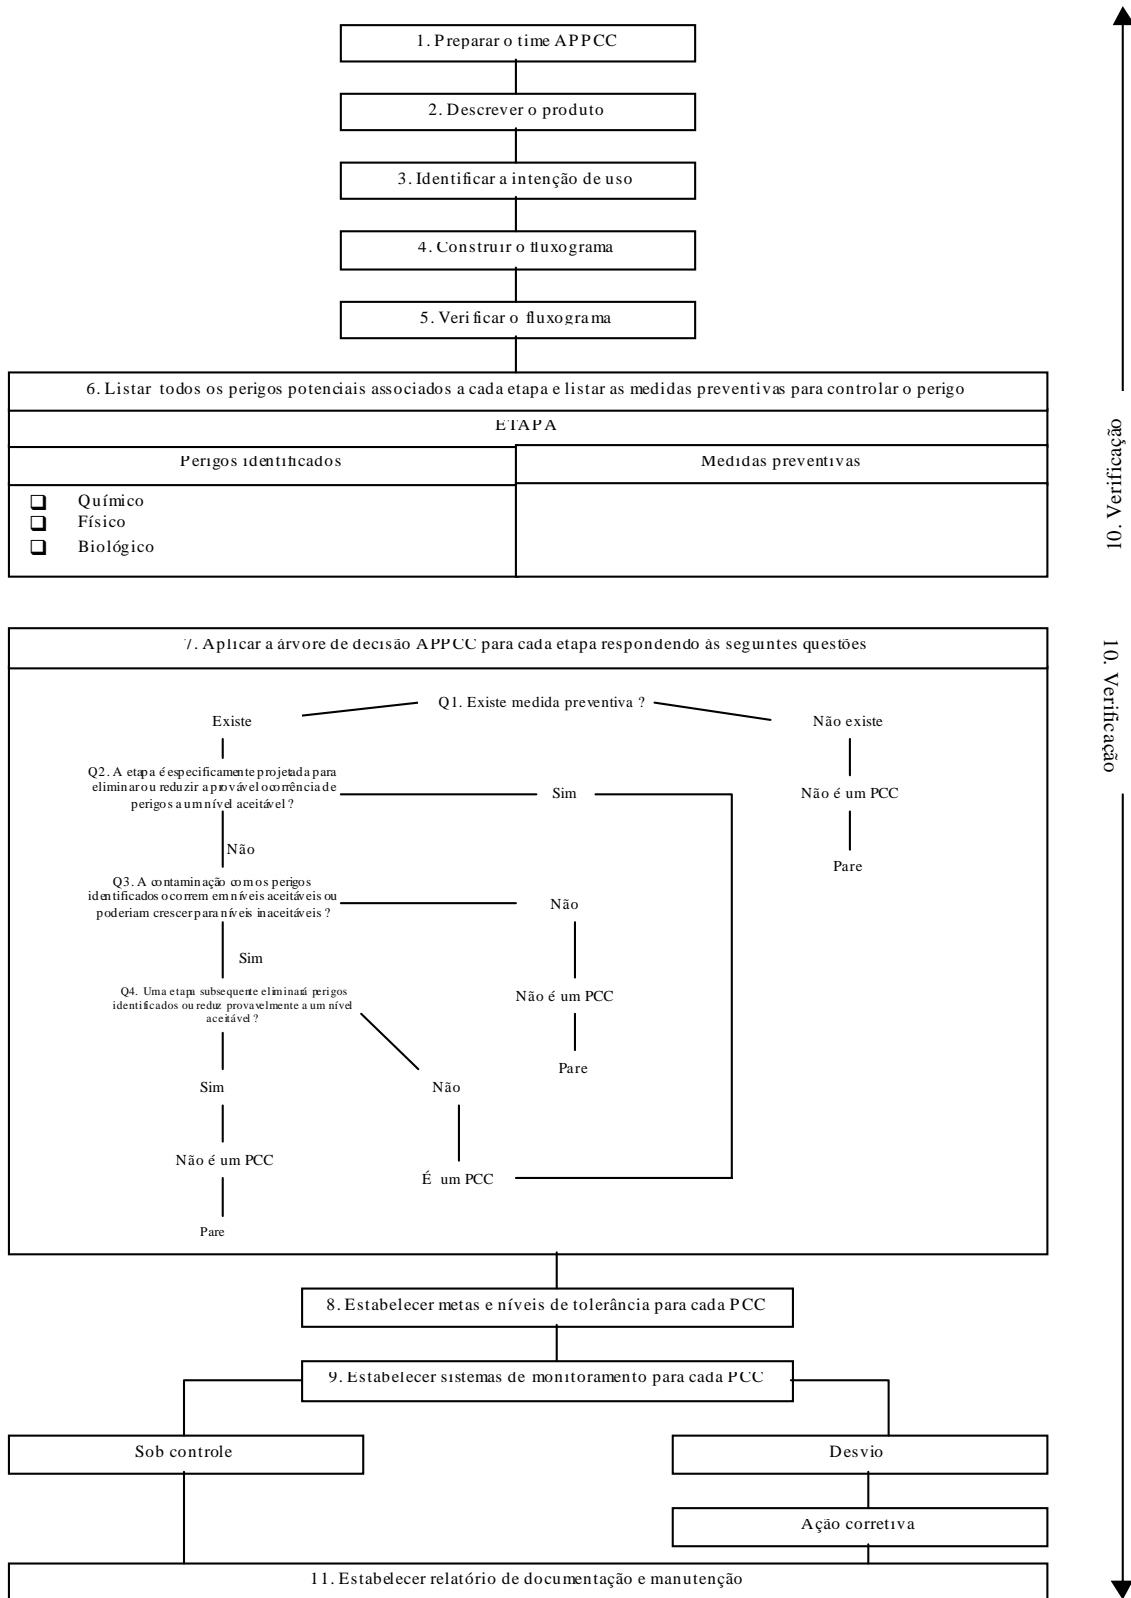 1. Preparar o time APPCC
2. Descrever o produto
3. Identificar a intenção de uso
4. Construir o fluxograma
5. Verificar o fluxograma
6. Listar todos os perigos potenciais associados a cada etapa e listar as medidas preventivas para controlar o perigo
ETAPA
Perigos identificados
Medidas preventivas
Químico
Físico
Biológico
10. Verificação
7. Aplicar a árvore de decisão APPCC para cada etapa respondendo às seguintes questões
Q1. Existe medida preventiva ?
Existe
Não existe
Q2. A etapa é especificamente projetada para
eliminar ou reduzir a provável ocorrência de
perigos a um nível aceitável ?
Sim
Não é um PCC
Não
Pare
Q3. A contaminação com os perigos
identificados ocorrem em níveis aceitáveis ou
poderiam crescer para níveis inaceitáveis ?
Não
Sim
Q4. Uma etapa subsequente eliminará perigos
identificados ou reduz provavelmente a um nível
aceitável ?
Não é um PCC
Pare
Sim
Não
Não é um PCC
É um PCC
Pare
10. Verificação
8. Estabelecer metas e níveis de tolerância para cada PCC
9. Estabelecer sistemas de monitoramento para cada PCC
Sob controle
Desvio
Ação corretiva
11. Estabelecer relatório de documentação e manutenção